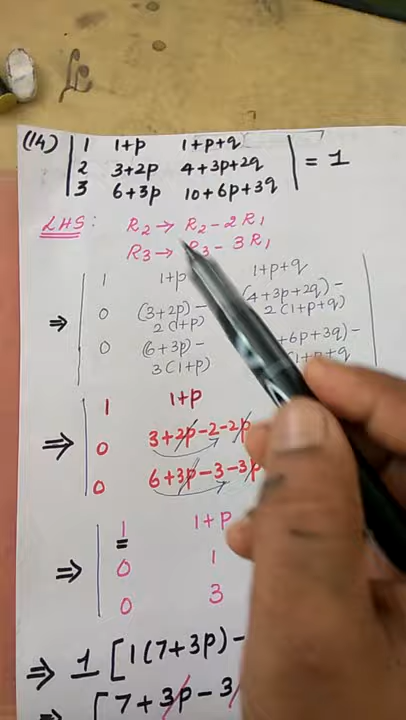 (14) | 1 1+p 1+p+q |
| 2 3+2p 4+3p+2q | = 1
| 3 6+3p 10+6p+3q |
LHS: R2 → R2 - 2R1
R3 → R3 - 3R1
| 1 1+p 1+p+q |
⇒ | 0 (3+2p) - 2(1+p) (4+3p+2q) - 2(1+p+q) |
| 0 (6+3p) - 3(1+p) +6p+3q) - (1+p+q |
| 1 1+p
⇒ | 0 3+2p-2-2p
| 0 6+3p-3-3p
| 1 1+p
⇒ | 0 1
| 0 3
⇒ 1 [1(7+3p) -
⇒ [7+3p-3